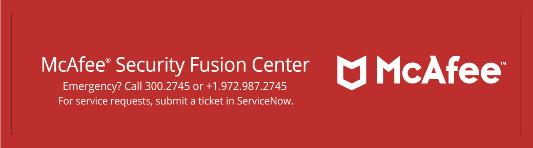 McAfee® Security Fusion Center
Emergency? Call 300.2745 or +1.972.987.2745
For service requests, submit a ticket in ServiceNow.
McAfee™